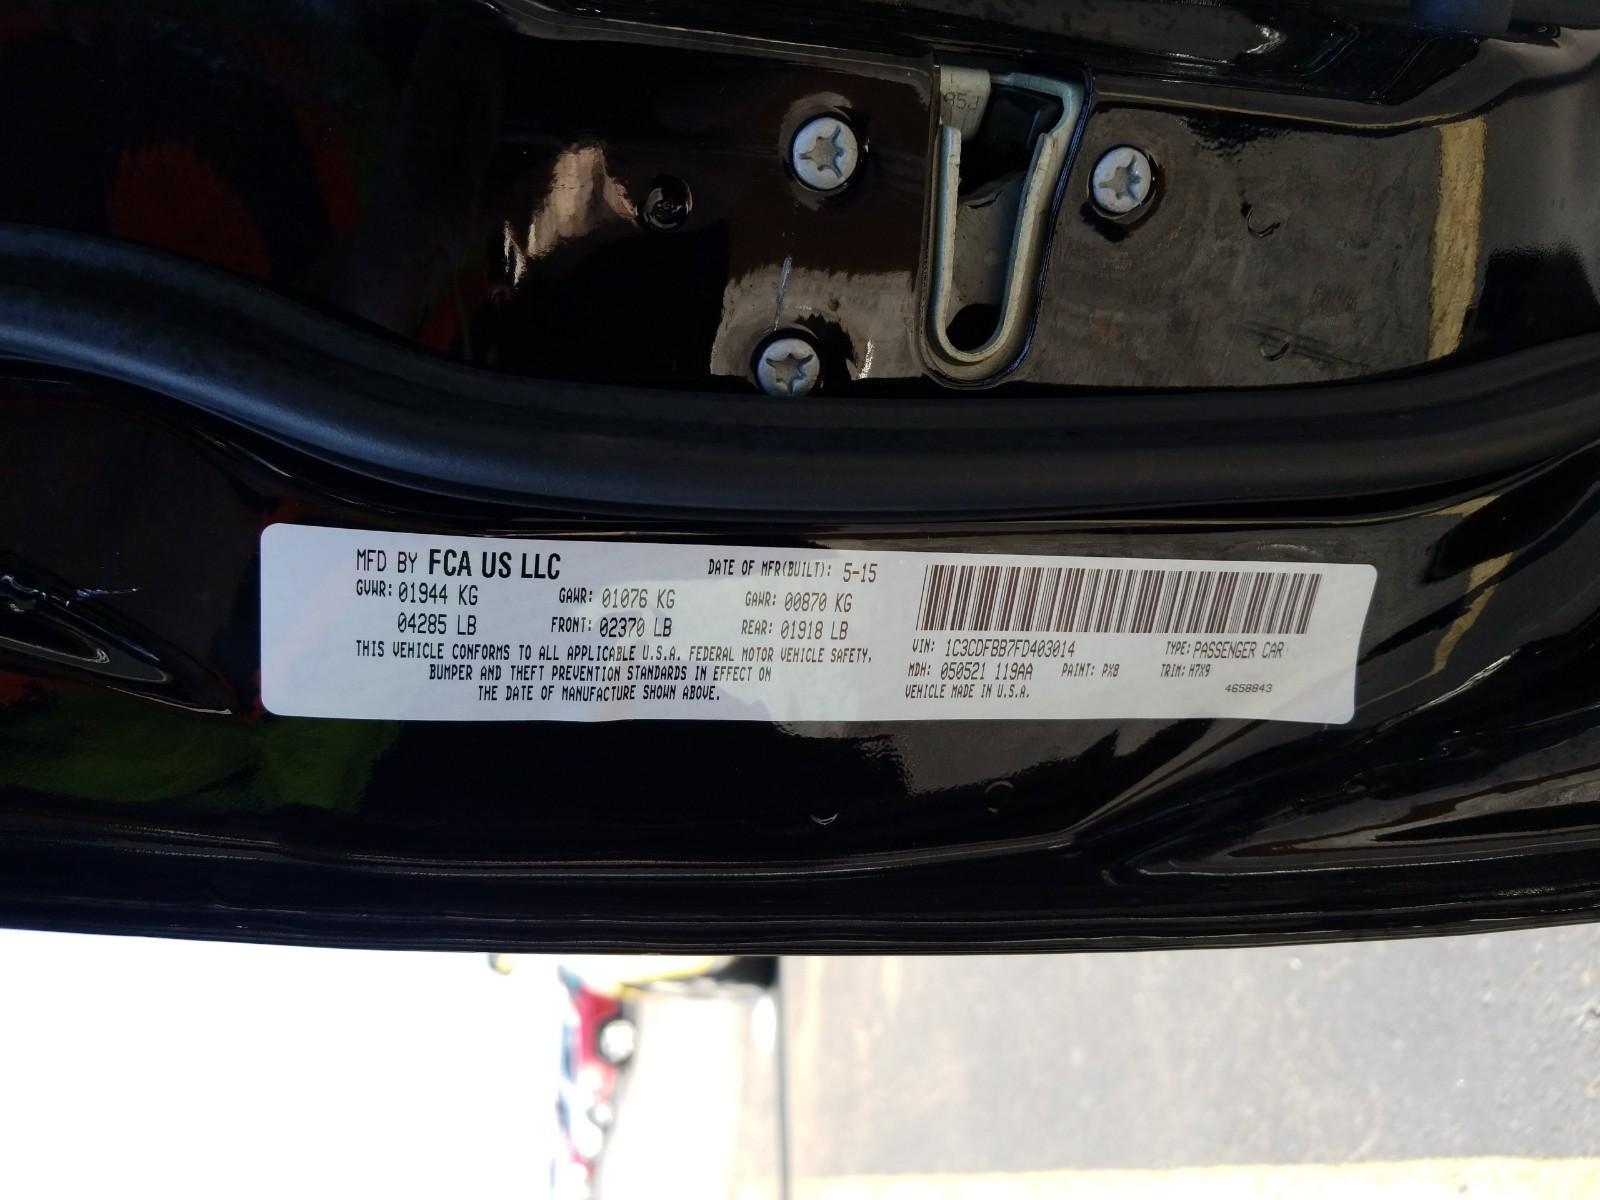 85J
MFD BY FCA US LLC DATE OF MFR(BUILT): 5-15
GVWR: 01944 KG GAWR: 01076 KG GAWR: 00870 KG
04285 LB FRONT: 02370 LB REAR: 01918 LB
THIS VEHICLE CONFORMS TO ALL APPLICABLE U.S.A. FEDERAL MOTOR VEHICLE SAFETY,
BUMPER AND THEFT PREVENTION STANDARDS IN EFFECT ON
THE DATE OF MANUFACTURE SHOWN ABOVE.
VIN: 1C3CDFBB7FD403014 TYPE: PASSENGER CAR
MDH: 050521 119AA PAINT: PX8 TRIM: H7X9
VEHICLE MADE IN U.S.A. 4658843